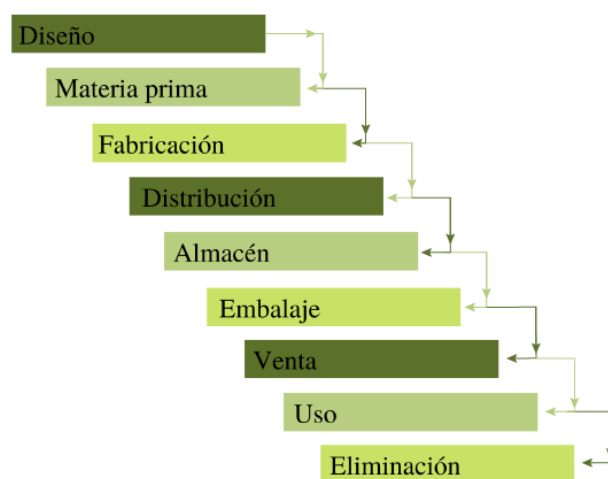 Diseño
Materia prima
Fabricación
Distribución
Almacén
Embalaje
Venta
Uso
Eliminación